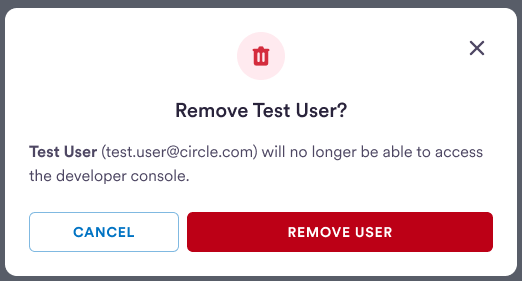 Remove Test User?
Test User (test.user@circle.com) will no longer be able to access
the developer console.
CANCEL
REMOVE USER